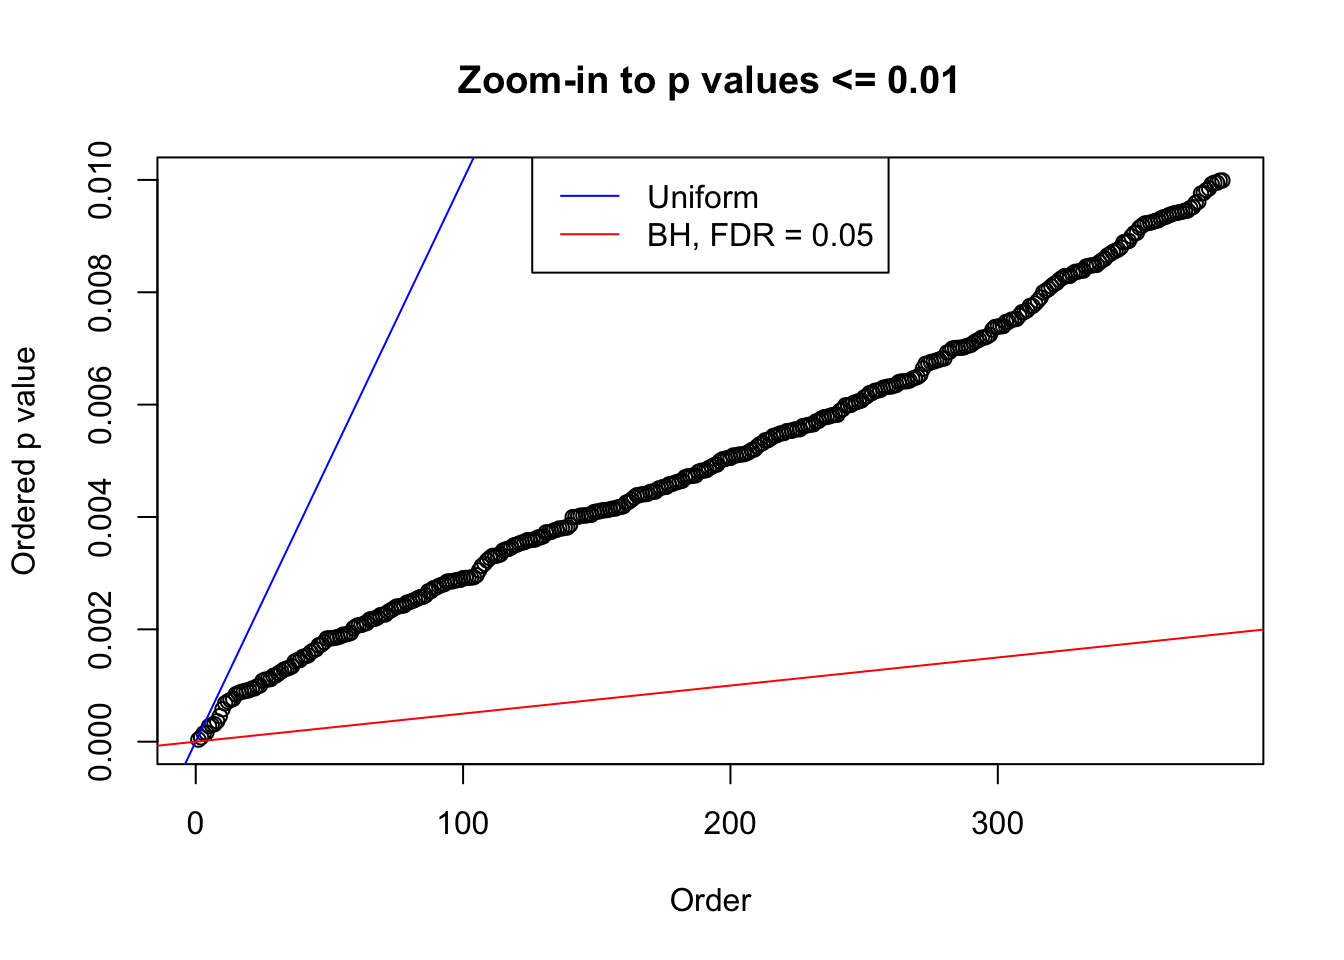 Zoom-in to p values <= 0.01
Uniform
BH, FDR = 0.05
Ordered p value
0.010
0.008
0.006
0.004
0.002
0.000
0 100 200 300
Order